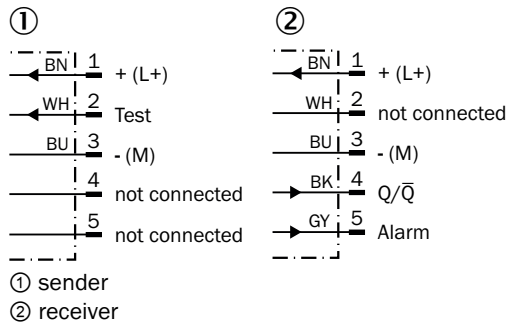 ① ②
BN 1 + (L+)
WH 2 Test
BU 3 - (M)
4 not connected
5 not connected
BN 1 + (L+)
WH 2 not connected
BU 3 - (M)
BK 4 Q/Q̅
GY 5 Alarm
① sender
② receiver